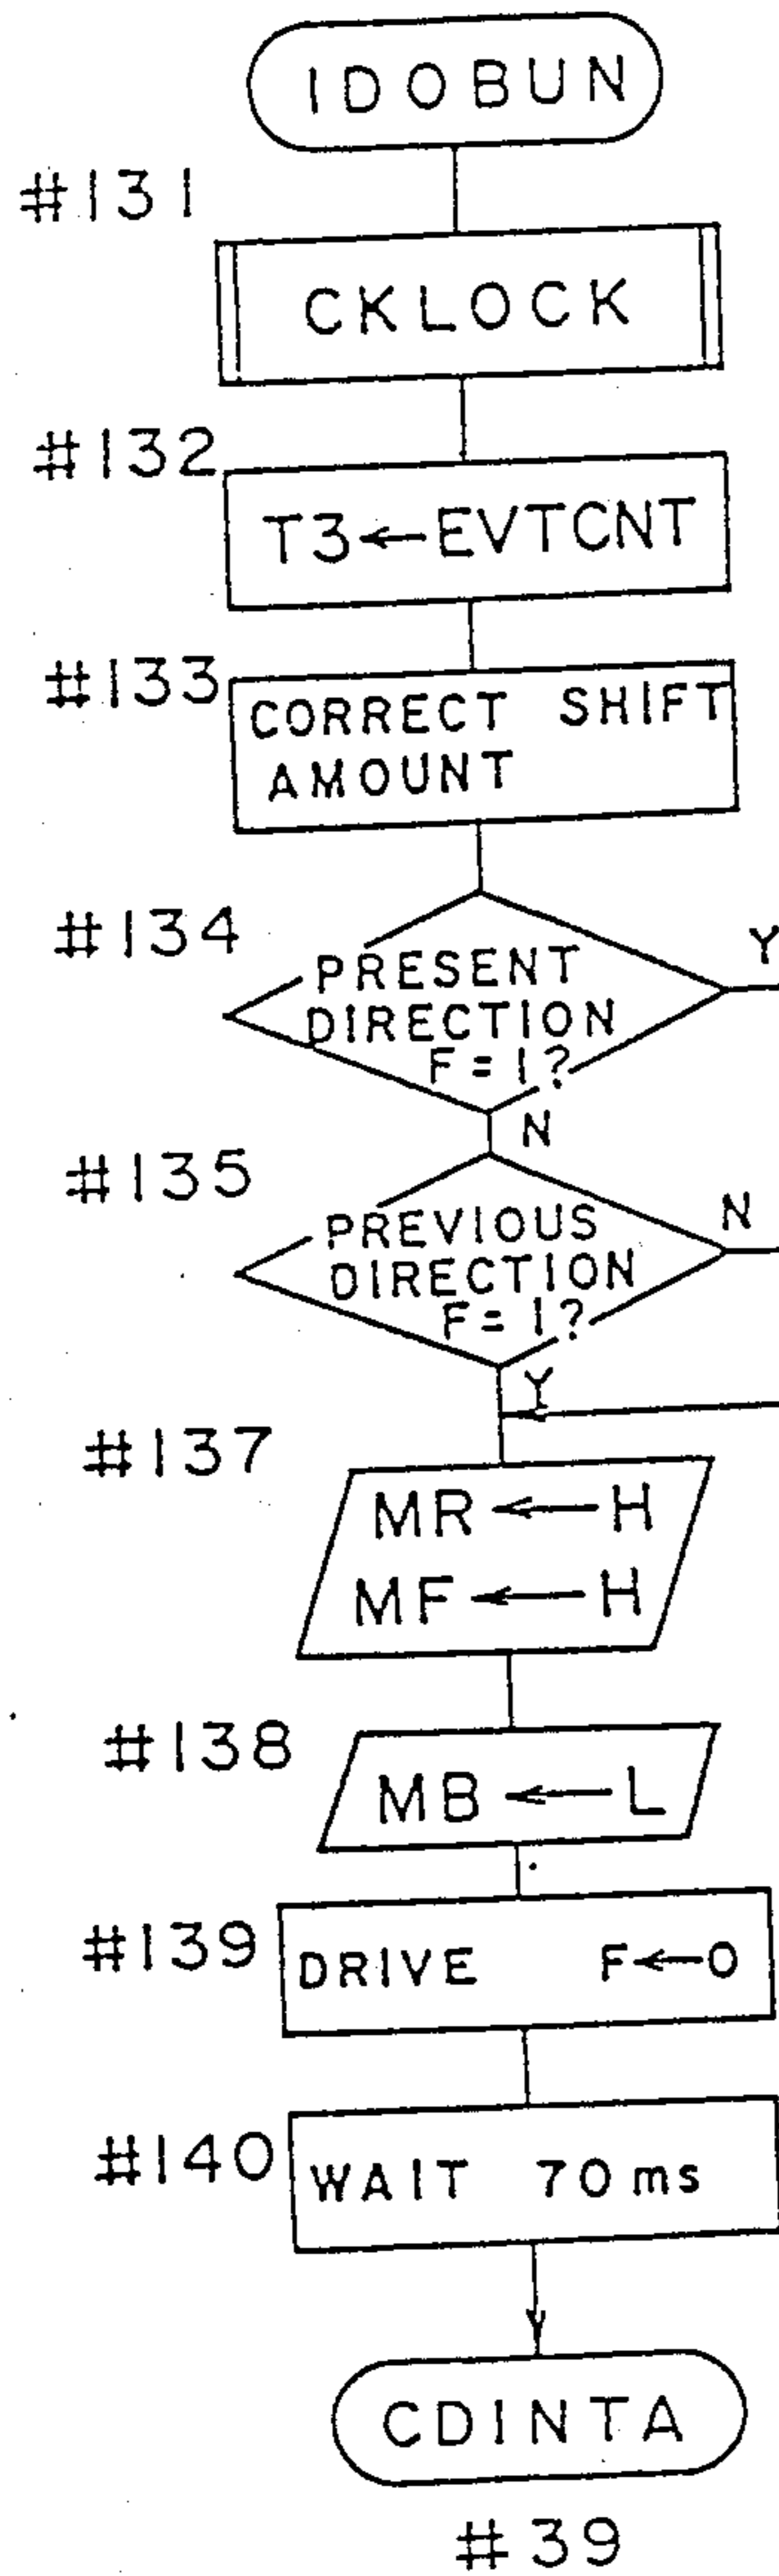 IDOBUN
#131
CKLOCK
#132
T3←EVTCNT
#133
CORRECT SHIFT
AMOUNT
#134
PRESENT
DIRECTION
F=1?
Y
N
#135
PREVIOUS
DIRECTION
F=1?
N
Y
#137
MR←H
MF←H
#138
MB←L
#139
DRIVE F←0
#140
WAIT 70ms
CDINTA
#39